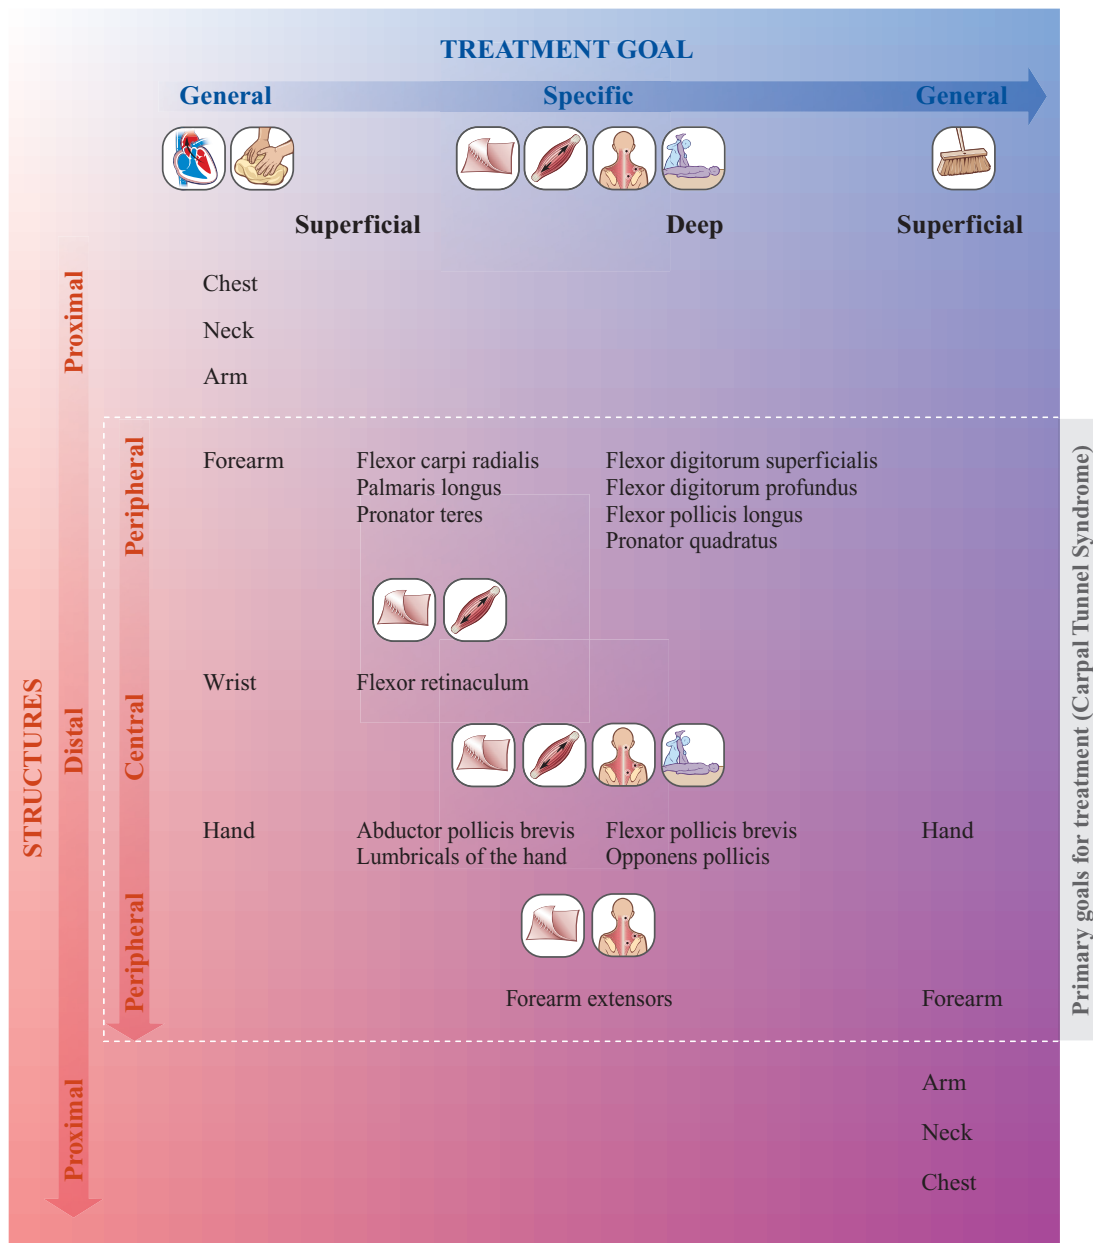 TREATMENT GOAL
General Specific General
Superficial Deep Superficial
Proximal
Chest
Neck
Arm
Peripheral
Forearm Flexor carpi radialis Flexor digitorum superficialis
Palmaris longus Flexor digitorum profundus
Pronator teres Flexor pollicis longus
Pronator quadratus
STRUCTURES
Distal
Central
Wrist Flexor retinaculum
Hand Abductor pollicis brevis Flexor pollicis brevis Hand
Lumbricals of the hand Opponens pollicis
Peripheral
Forearm extensors Forearm
Proximal
Arm
Neck
Chest
Primary goals for treatment (Carpal Tunnel Syndrome)